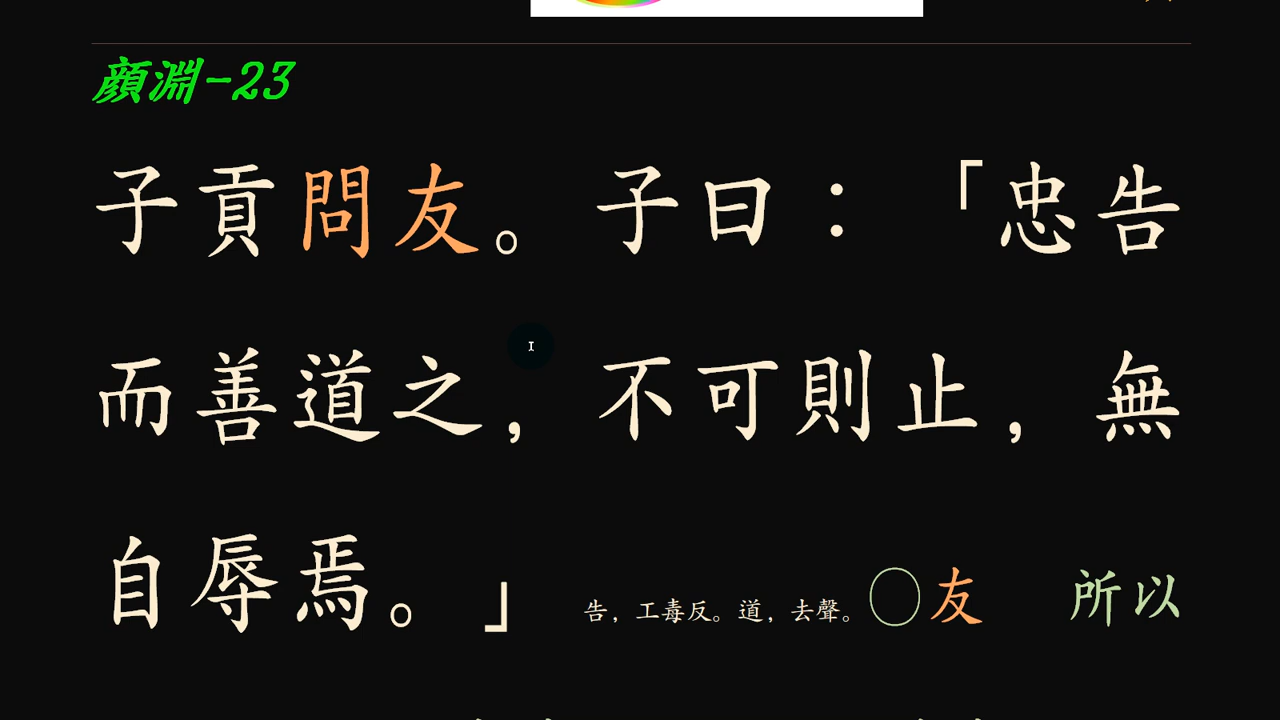 顏淵-23
子貢問友。子曰：「忠告
而善道之，不可則止，無
自辱焉。」告，工毒反。道，去聲。〇友 所以